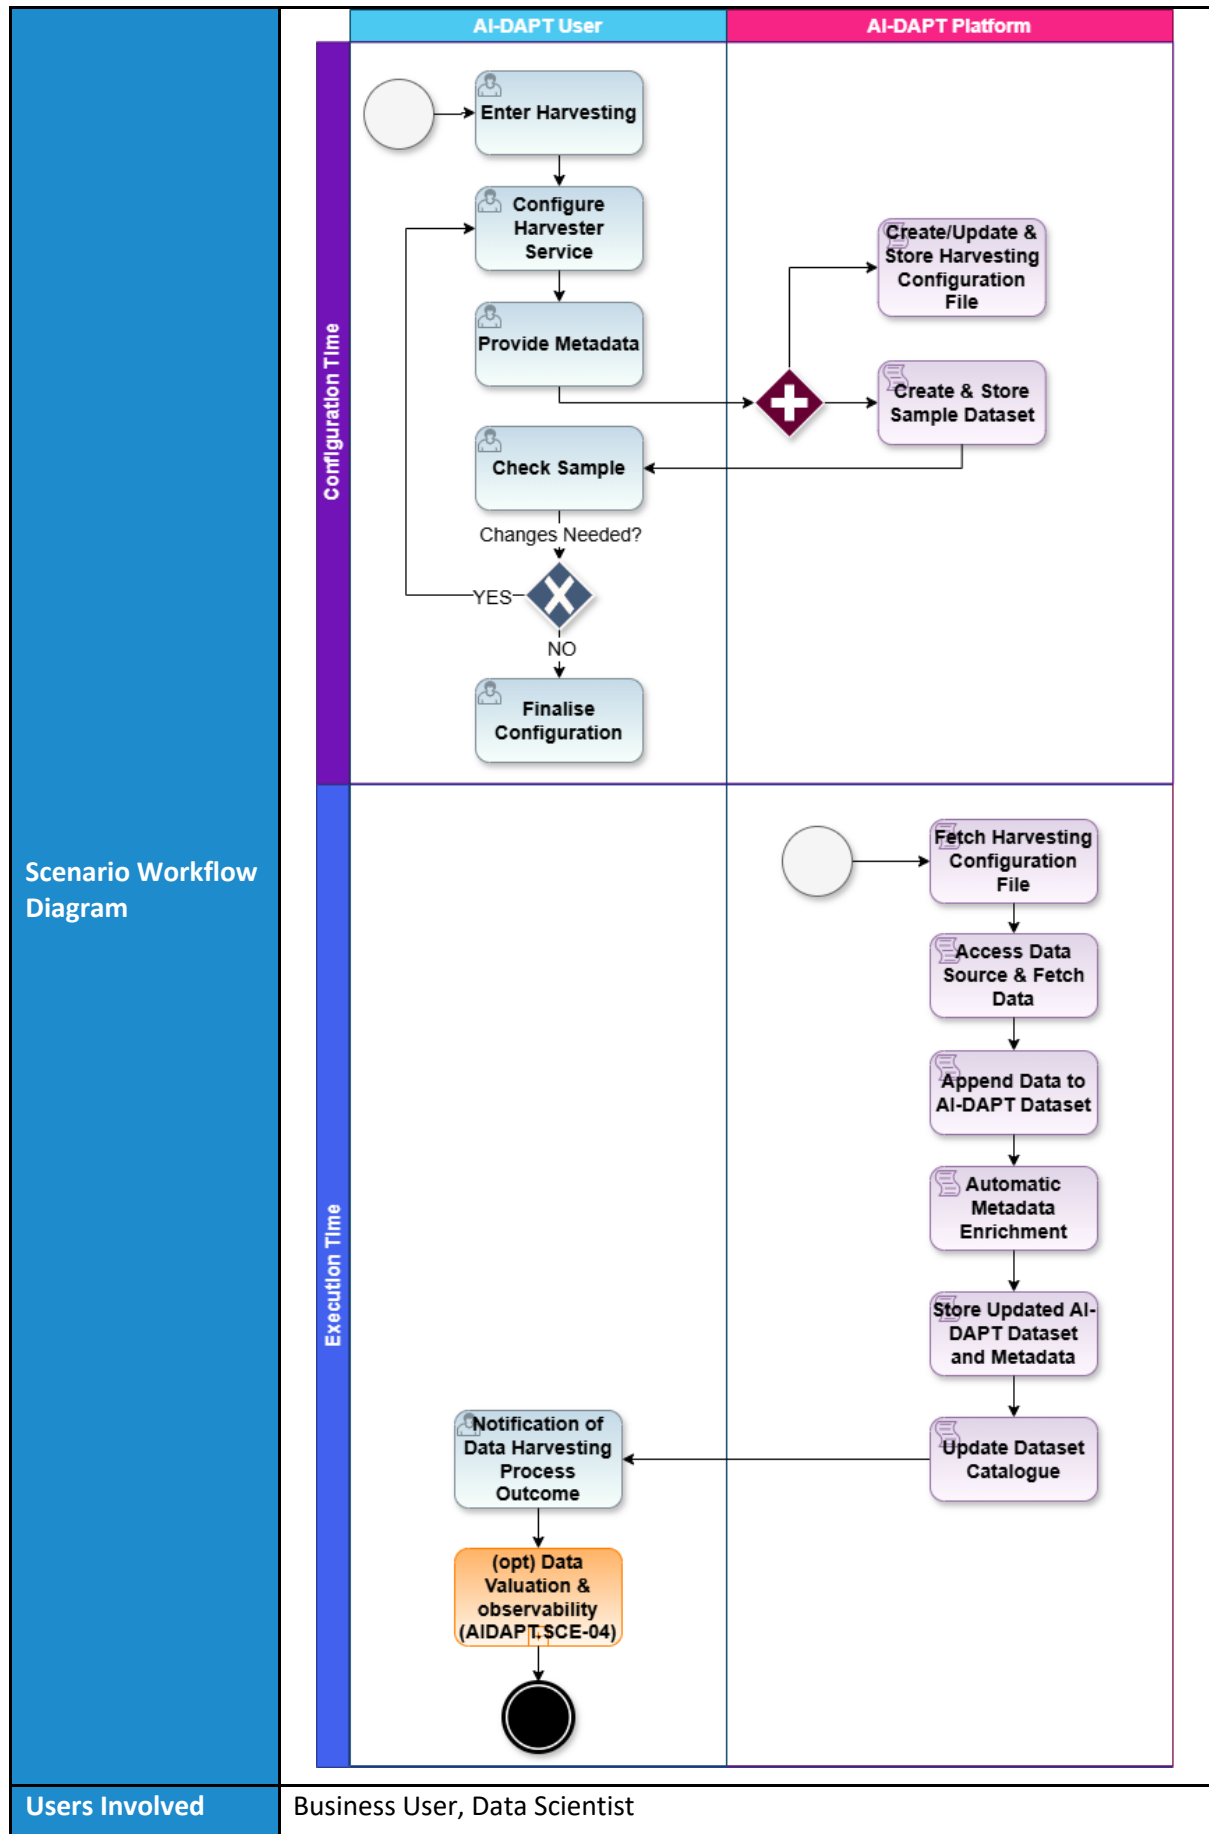 AI-DAPT User
AI-DAPT Platform
Configuration Time
Enter Harvesting
Configure
Harvester
Service
Provide Metadata
Create/Update &
Store Harvesting
Configuration
File
Create & Store
Sample Dataset
Check Sample
Changes Needed?
YES
NO
Finalise
Configuration
Scenario Workflow
Diagram
Execution Time
Fetch Harvesting
Configuration
File
Access Data
Source & Fetch
Data
Append Data to
AI-DAPT Dataset
Automatic
Metadata
Enrichment
Store Updated AI-
DAPT Dataset
and Metadata
Update Dataset
Catalogue
Notification of
Data Harvesting
Process
Outcome
(opt) Data
Valuation &
observability
(AIDAPT.SCE-04)
Users Involved
Business User, Data Scientist